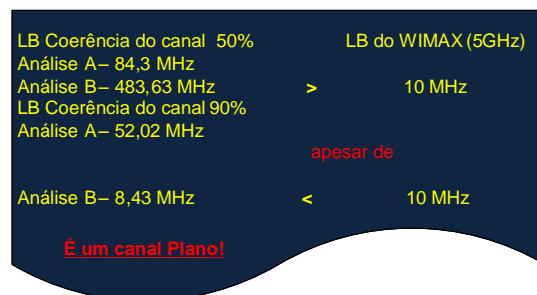 LB Coerência do canal 50% LB do WIMAX (5GHz)
Análise A– 84,3 MHz
Análise B– 483,63 MHz > 10 MHz
LB Coerência do canal 90%
Análise A– 52,02 MHz
apesar de
Análise B– 8,43 MHz < 10 MHz
É um canal Plano!